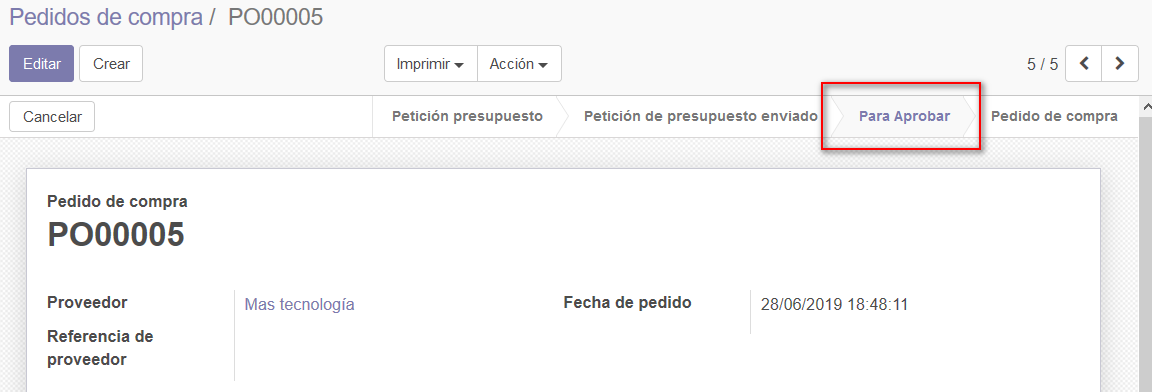 Pedidos de compra / PO00005
Editar Crear Imprimir Acción 5 / 5
Cancelar Petición presupuesto Petición de presupuesto enviado Para Aprobar Pedido de compra
Pedido de compra
PO00005
Proveedor Mas tecnología Fecha de pedido 28/06/2019 18:48:11
Referencia de
proveedor